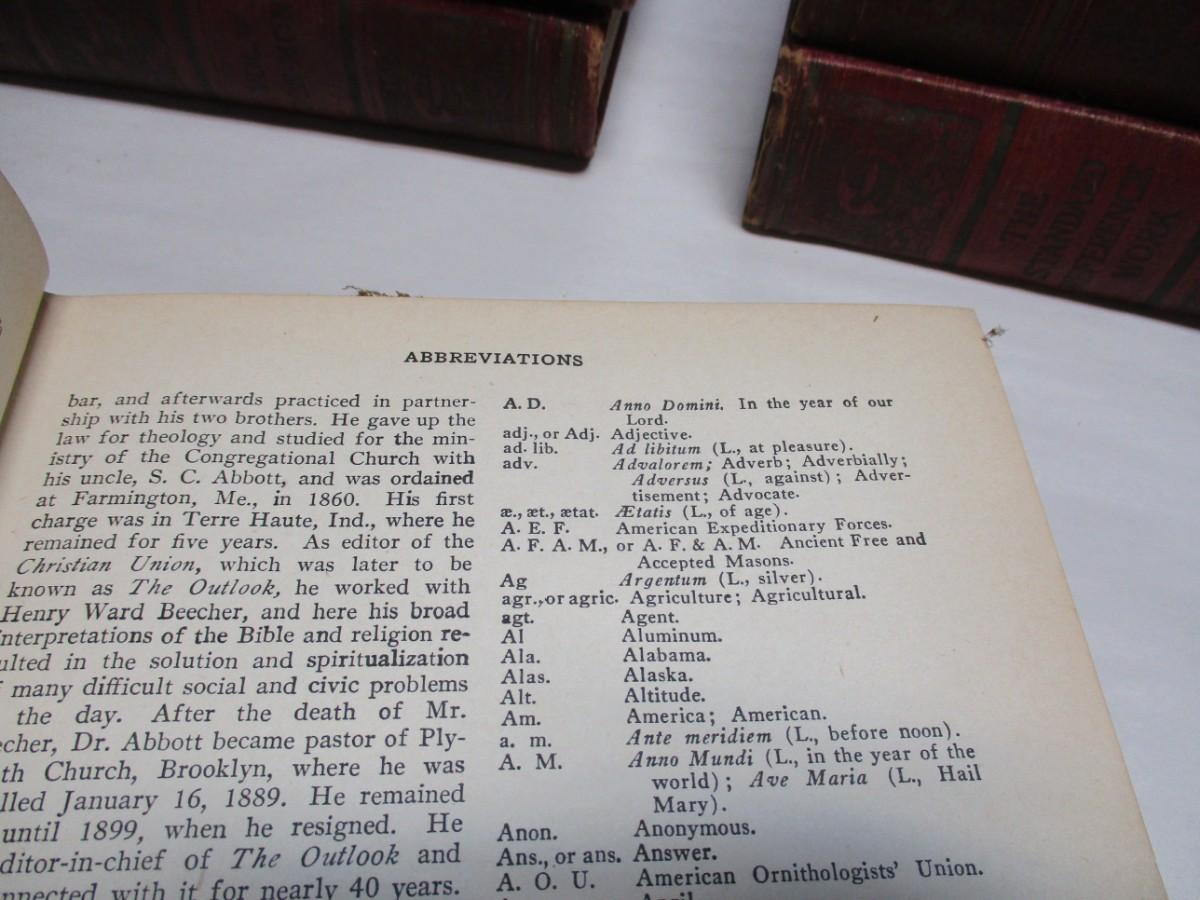 THE
STANDARD
REFERENCE
WORK
ABBREVIATIONS
bar, and afterwards practiced in partner-
ship with his two brothers. He gave up the
law for theology and studied for the min-
istry of the Congregational Church with
his uncle, S. C. Abbott, and was ordained
at Farmington, Me., in 1860. His first
charge was in Terre Haute, Ind., where he
remained for five years. As editor of the
Christian Union, which was later to be
known as The Outlook, he worked with
Henry Ward Beecher, and here his broad
interpretations of the Bible and religion re-
ulted in the solution and spiritualization
many difficult social and civic problems
the day. After the death of Mr.
echer, Dr. Abbott became pastor of Ply-
th Church, Brooklyn, where he was
lled January 16, 1889. He remained
until 1899, when he resigned. He
ditor-in-chief of The Outlook and
nnected with it for nearly 40 years.
A. D. Anno Domini. In the year of our
Lord.
adj., or Adj. Adjective.
ad. lib. Ad libitum (L., at pleasure).
adv. Advalorem; Adverb; Adverbially;
Adversus (L., against); Adver-
tisement; Advocate.
æ., æt., ætat. Ætatis (L., of age).
A. E. F. American Expeditionary Forces.
A. F. A. M., or A. F. & A. M. Ancient Free and
Accepted Masons.
Ag Argentum (L., silver).
agr., or agric. Agriculture; Agricultural.
agt. Agent.
Al Aluminum.
Ala. Alabama.
Alas. Alaska.
Alt. Altitude.
Am. America; American.
a. m. Ante meridiem (L., before noon).
A. M. Anno Mundi (L., in the year of the
world); Ave Maria (L., Hail
Mary).
Anon. Anonymous.
Ans., or ans. Answer.
A. O. U. American Ornithologists' Union.
April